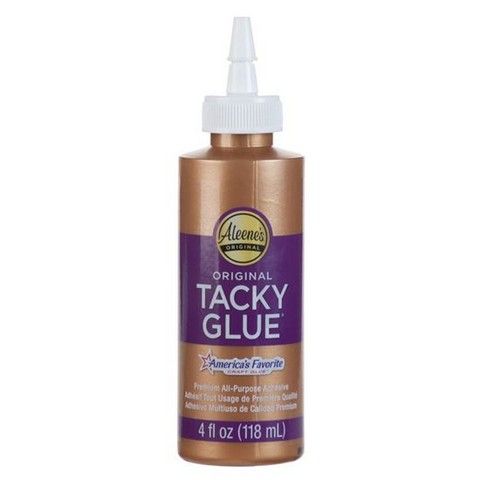 Aleene's
ORIGINAL
ORIGINAL
TACKY
GLUE®
America's Favorite
CRAFT GLUE
Premium All-Purpose Adhesive
Adhésif Tout Usage de Première Qualité
Adhesivo Multiuso de Calidad Premium
4 fl oz (118 mL)